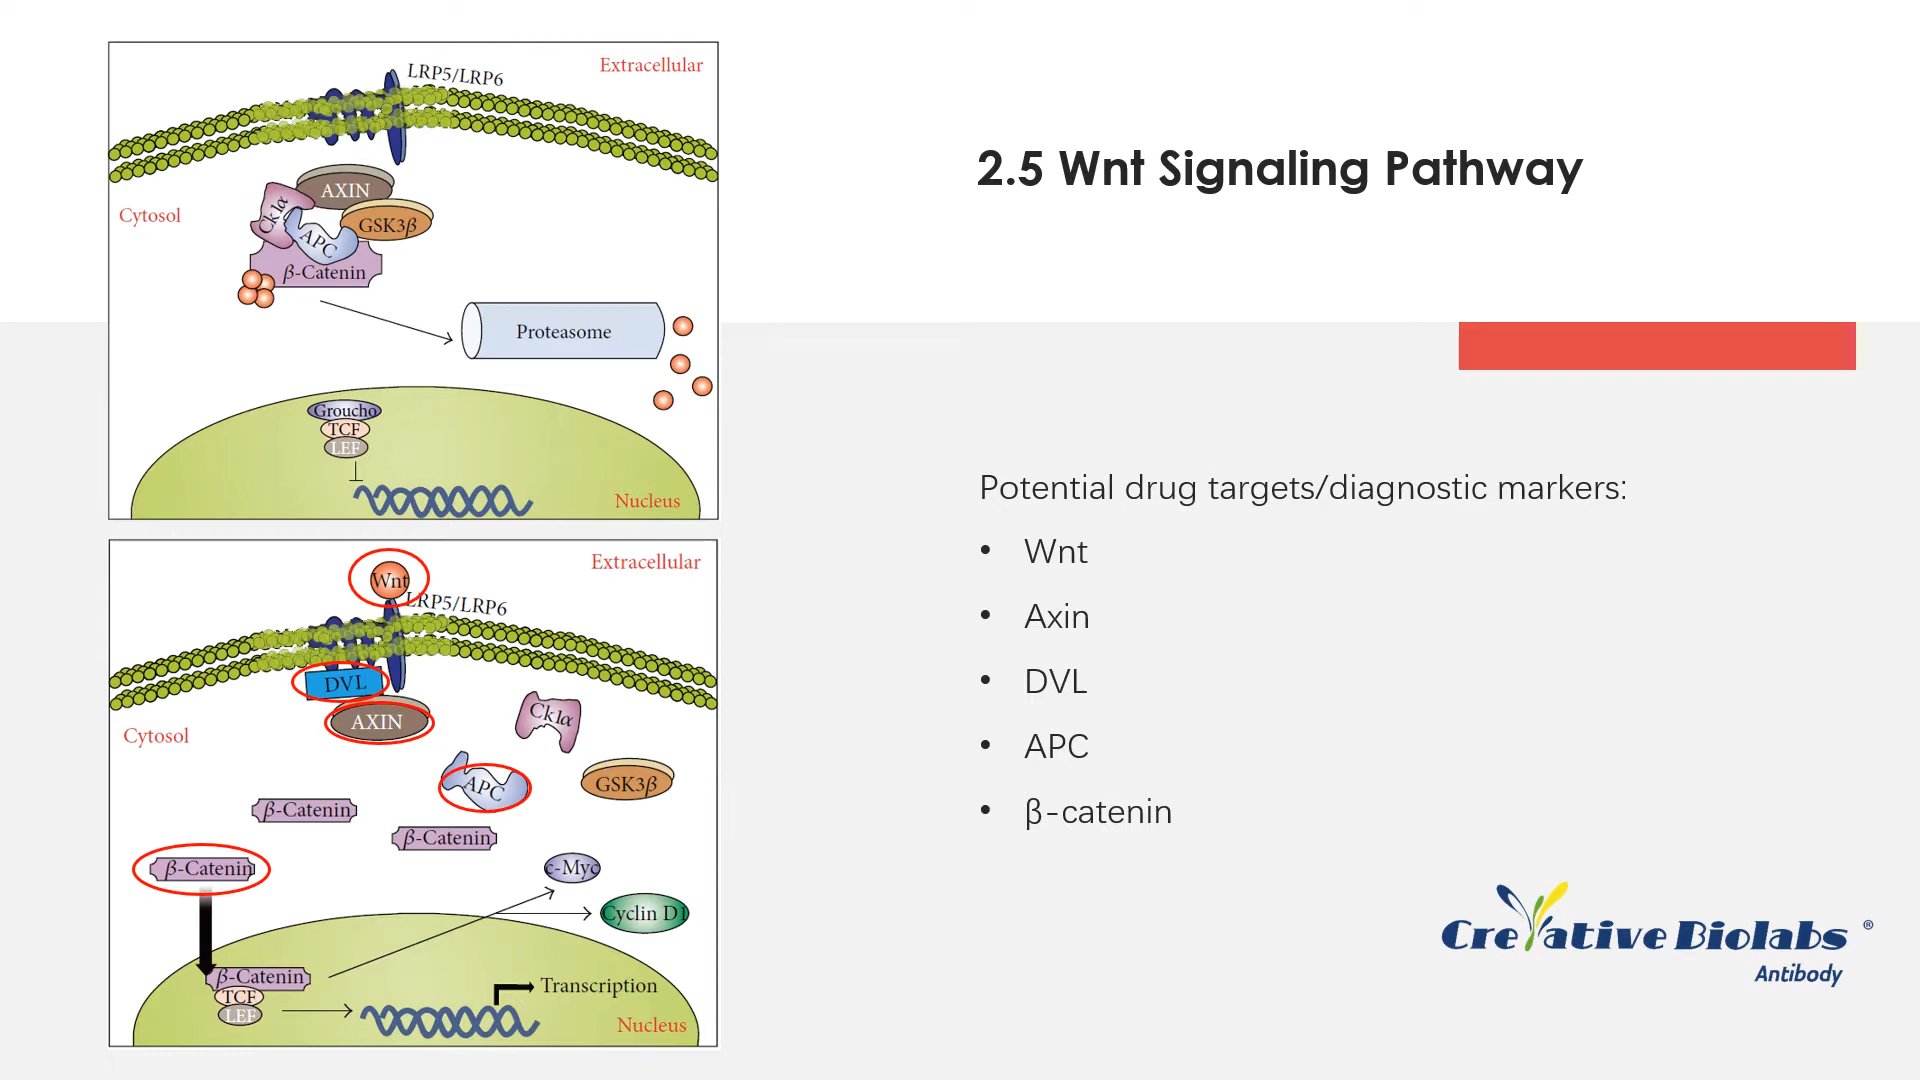 LRP5/LRP6
Extracellular
AXIN
Cytosol
Ck1α
GSK3β
APC
β-Catenin
Proteasome
Groucho
TCF
LEF
Nucleus
Wnt
Extracellular
LRP5/LRP6
DVL
AXIN
Ck1α
Cytosol
APC
GSK3β
β-Catenin
β-Catenin
β-Catenin
c-Myc
Cyclin D1
β-Catenin
TCF
LEF
Transcription
Nucleus
2.5 Wnt Signaling Pathway
Potential drug targets/diagnostic markers:
• Wnt
• Axin
• DVL
• APC
• β-catenin
Creative Biolabs ®
Antibody